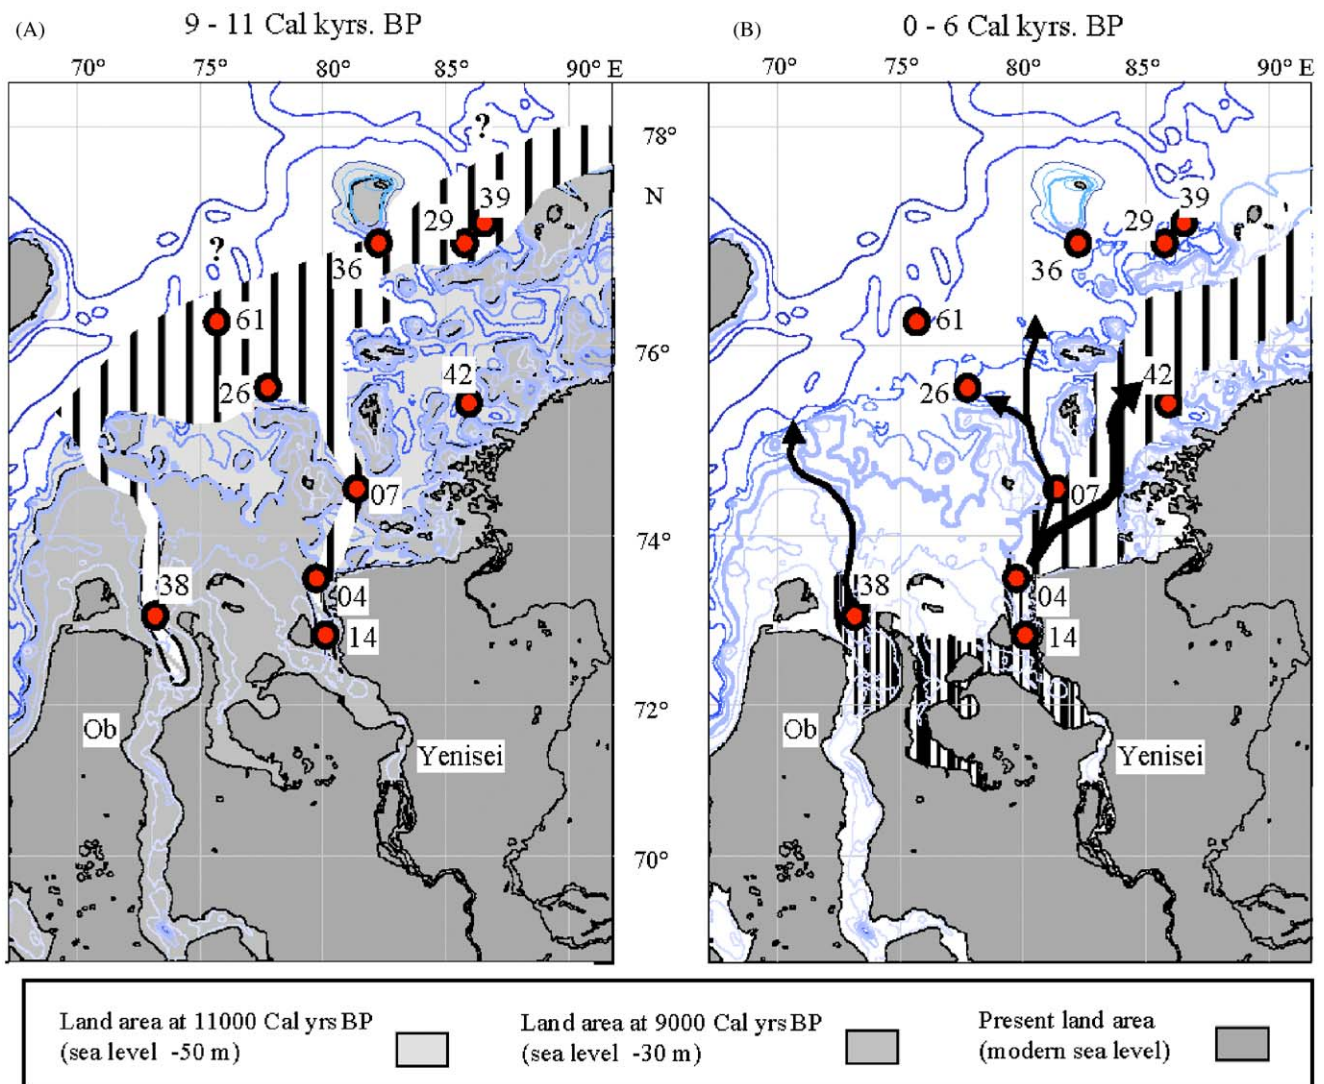 (A) 9 - 11 Cal kyrs. BP
(B) 0 - 6 Cal kyrs. BP
70° 75° 80° 85° 90° E
70° 75° 80° 85° 90° E
78°
N
76°
74°
72°
70°
?
39
29
?
36
61
42
26
07
38
04
14
Ob
Yenisei
39
29
36
61
42
26
07
38
04
14
Ob
Yenisei
Land area at 11000 Cal yrs BP
(sea level -50 m)
Land area at 9000 Cal yrs BP
(sea level -30 m)
Present land area
(modern sea level)